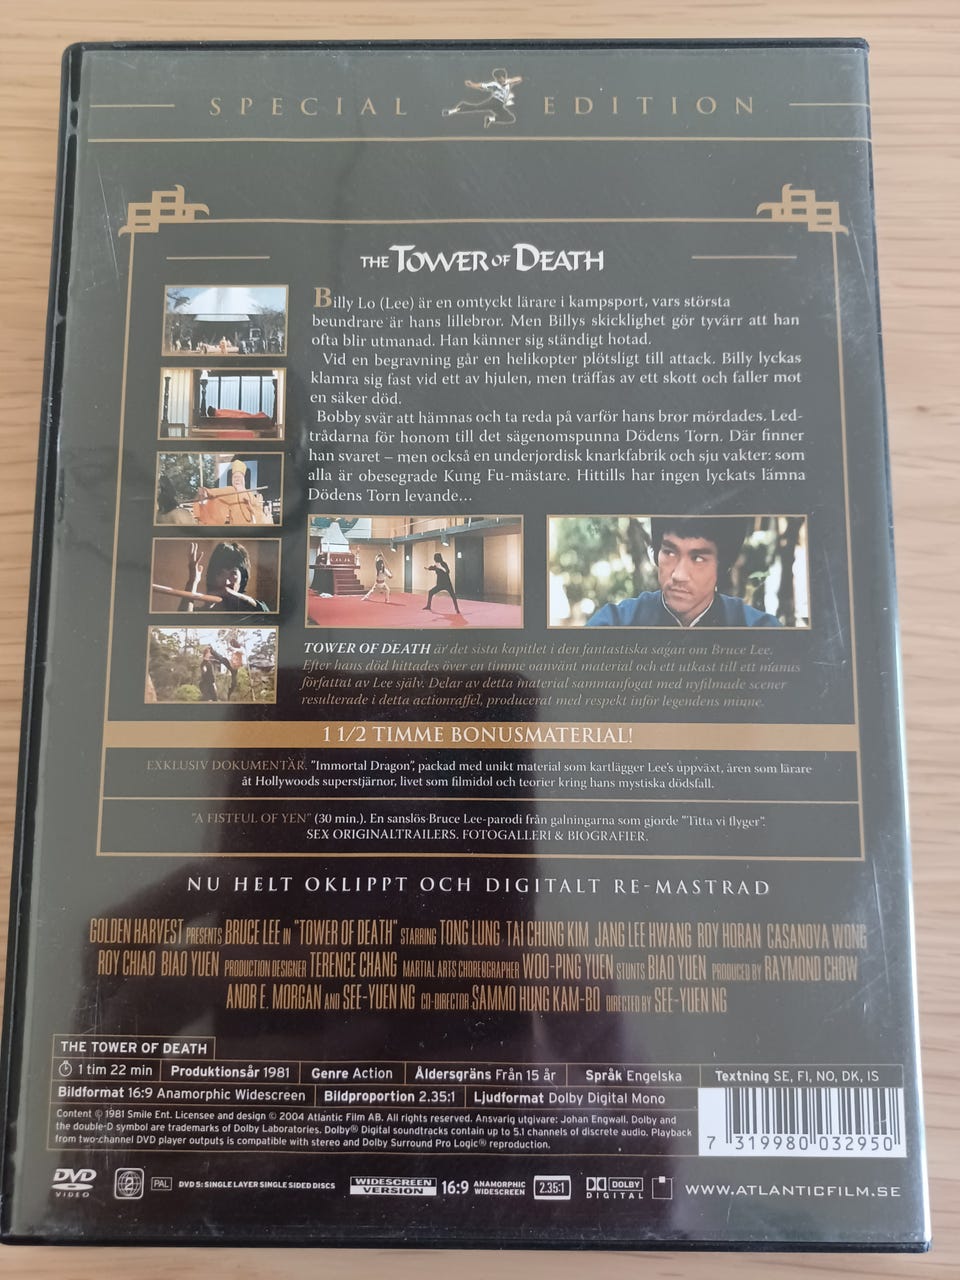 SPECIAL EDITION
THE TOWER OF DEATH
Billy Lo (Lee) är en omtyckt lärare i kampsport, vars största
beundrare är hans lillebror. Men Billys skicklighet gör tyvärr att han
ofta blir utmanad. Han känner sig ständigt hotad.
Vid en begravning går en helikopter plötsligt till attack. Billy lyckas
klamra sig fast vid ett av hjulen, men träffas av ett skott och faller mot
en säker död.
Bobby svär att hämnas och ta reda på varför hans bror mördades. Led-
trådarna för honom till det sägenomspunna Dödens Torn. Där finner
han svaret – men också en underjordisk knarkfabrik och sju vakter: som
alla är obesegrade Kung Fu-mästare. Hittills har ingen lyckats lämna
Dödens Torn levande...
TOWER OF DEATH är det sista kapitlet i den fantastiska sagan om Bruce Lee.
Efter hans död hittades över en timme oanvänt material och ett utkast till ett manus
författat av Lee själv. Delar av detta material sammanfogat med nyfilmade scener
resulterade i detta actionraffel, producerat med respekt inför legendens minne.
1 1/2 TIMME BONUSMATERIAL!
EXKLUSIV DOKUMENTÄR. "Immortal Dragon", packad med unikt material som kartlägger Lee's uppväxt, åren som lärare
åt Hollywoods superstjärnor, livet som filmidol och teorier kring hans mystiska dödsfall.
"A FISTFUL OF YEN" (30 min.). En sanslös Bruce Lee-parodi från galningarna som gjorde "Titta vi flyger".
SEX ORIGINALTRAILERS. FOTOGALLERI & BIOGRAFIER.
NU HELT OKLIPPT OCH DIGITALT RE-MASTRAD
GOLDEN HARVEST PRESENTS BRUCE LEE IN "TOWER OF DEATH" STARRING TONG LUNG TAI CHUNG KIM JANG LEE HWANG ROY HORAN CASANOVA WONG
ROY CHIAO BIAO YUEN PRODUCTION DESIGNER TERENCE CHANG MARTIAL ARTS CHOREOGRAPHER WOO-PING YUEN STUNTS BIAO YUEN PRODUCED BY RAYMOND CHOW
ANDR E. MORGAN AND SEE-YUEN NG CO-DIRECTOR SAMMO HUNG KAM-BO DIRECTED BY SEE-YUEN NG
THE TOWER OF DEATH
1 tim 22 min Produktionsår 1981 Genre Action Åldersgräns Från 15 år Språk Engelska Textning SE, FI, NO, DK, IS
Bildformat 16:9 Anamorphic Widescreen Bildproportion 2.35:1 Ljudformat Dolby Digital Mono
Content © 1981 Smile Ent. Licensee and design © 2004 Atlantic Film AB. All rights reserved. Ansvarig utgivare: Johan Engwall. Dolby and
the double-D symbol are trademarks of Dolby Laboratories. Dolby® Digital soundtracks contain up to 5.1 channels of discrete audio. Playback
from two-channel DVD player outputs is compatible with stereo and Dolby Surround Pro Logic® reproduction.
7 319980 032950
DVD VIDEO 2 PAL DVD 5: SINGLE LAYER SINGLE SIDED DISCS WIDESCREEN VERSION 16:9 ANAMORPHIC WIDESCREEN 2.35:1 DOLBY DIGITAL WWW.ATLANTICFILM.SE